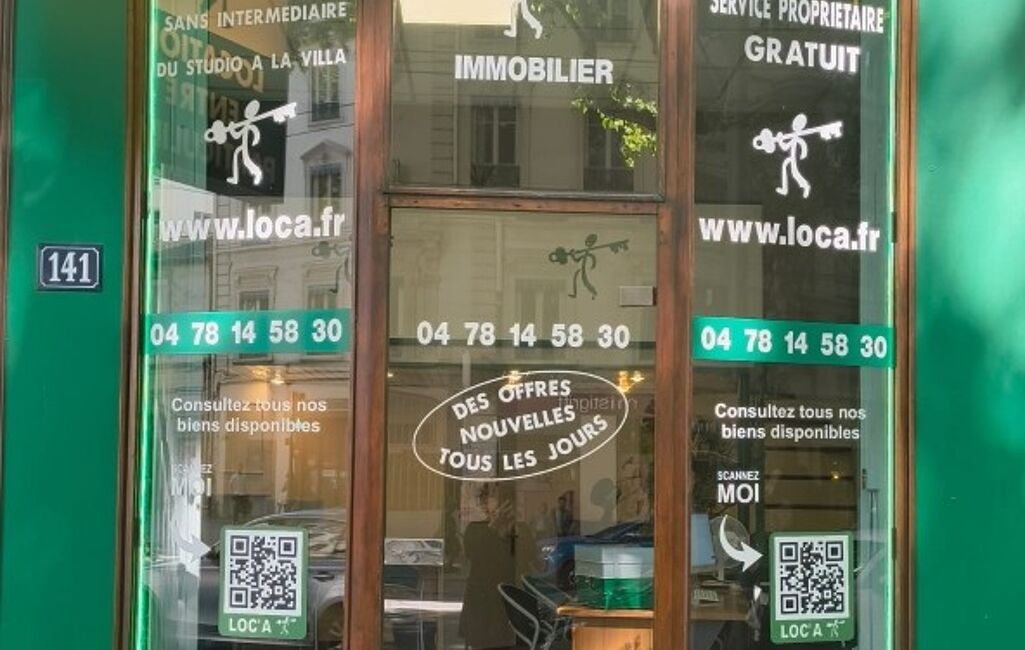 SANS INTERMEDIAIRE
DU STUDIO A LA VILLA
www.loca.fr
04 78 14 58 30
Consultez tous nos
biens disponibles
SCANNEZ
MOI
LOC'A
141
IMMOBILIER
04 78 14 58 30
DES OFFRES
NOUVELLES
TOUS LES JOURS
SERVICE PROPRIETAIRE
GRATUIT
www.loca.fr
04 78 14 58 30
Consultez tous nos
biens disponibles
SCANNEZ
MOI
LOC'A